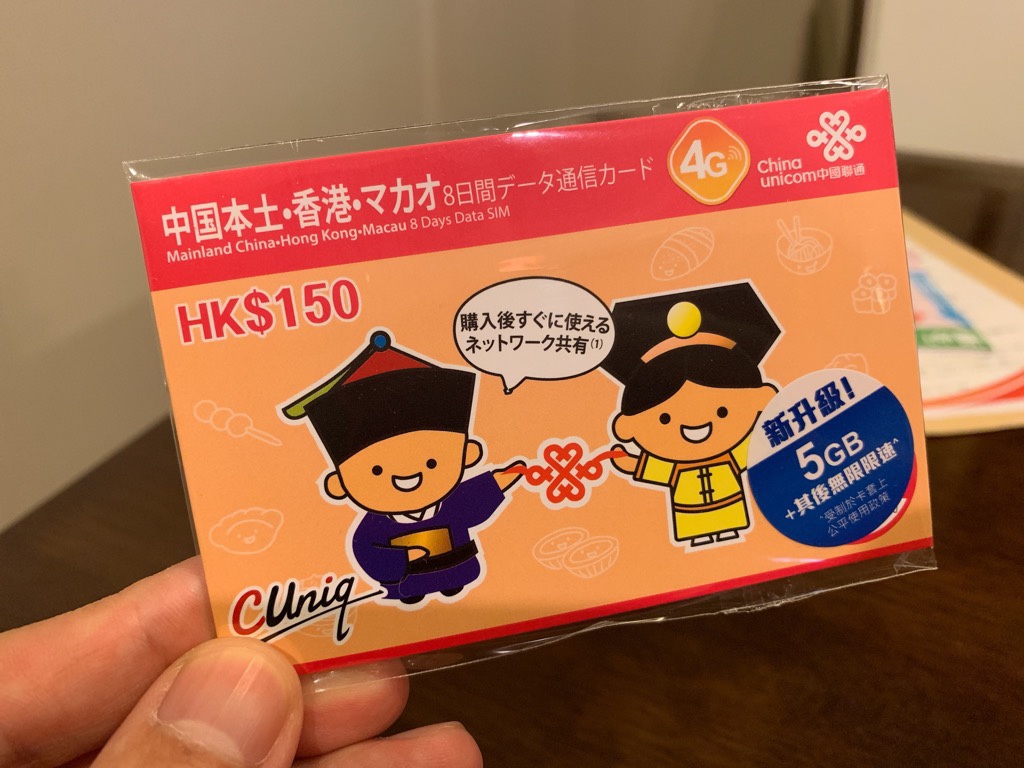 中国本土・香港・マカオ 8日間データ通信カード
Mainland China•Hong Kong•Macau 8 Days Data SIM
4G
China
unicom中國聯通
HK$150
購入後すぐに使える
ネットワーク共有(1)
新升級!
5GB
+其後無限限速^
^受制於卡套上
公平使用政策
CUniq